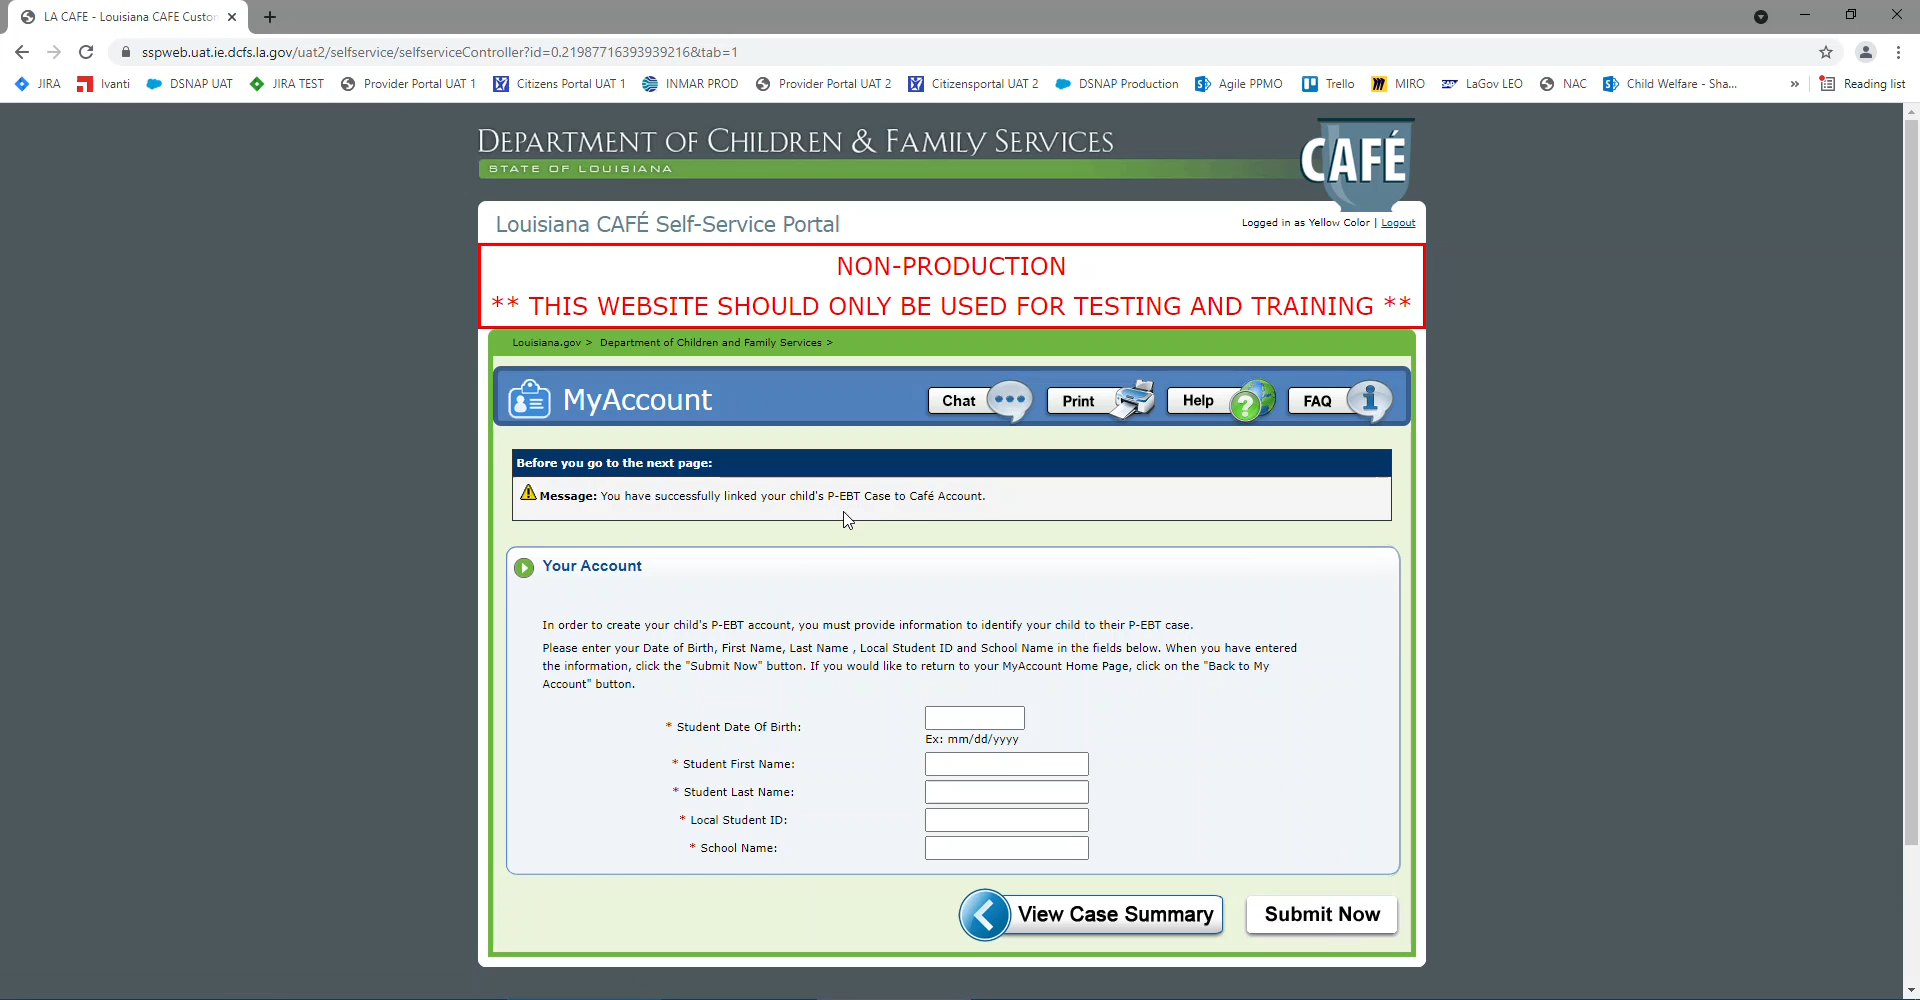 LA CAFE - Louisiana CAFE Custor
sspweb.uat.ie.dcfs.la.gov/uat2/selfservice/selfserviceController?id=0.21987716393939216&tab=1
JIRA Ivanti DSNAP UAT JIRA TEST Provider Portal UAT 1 Citizens Portal UAT 1 INMAR PROD Provider Portal UAT 2 Citizensportal UAT 2 DSNAP Production Agile PPMO Trello MIRO LaGov LEO NAC Child Welfare - Sha... » Reading list
DEPARTMENT OF CHILDREN & FAMILY SERVICES
STATE OF LOUISIANA
CAFÉ
Louisiana CAFÉ Self-Service Portal
Logged in as Yellow Color | Logout
NON-PRODUCTION
** THIS WEBSITE SHOULD ONLY BE USED FOR TESTING AND TRAINING **
Louisiana.gov > Department of Children and Family Services >
MyAccount
Chat Print Help FAQ
Before you go to the next page:
Message: You have successfully linked your child's P-EBT Case to Café Account.
Your Account
In order to create your child's P-EBT account, you must provide information to identify your child to their P-EBT case.
Please enter your Date of Birth, First Name, Last Name , Local Student ID and School Name in the fields below. When you have entered
the information, click the "Submit Now" button. If you would like to return to your MyAccount Home Page, click on the "Back to My
Account" button.
* Student Date Of Birth:
Ex: mm/dd/yyyy
* Student First Name:
* Student Last Name:
* Local Student ID:
* School Name:
View Case Summary
Submit Now